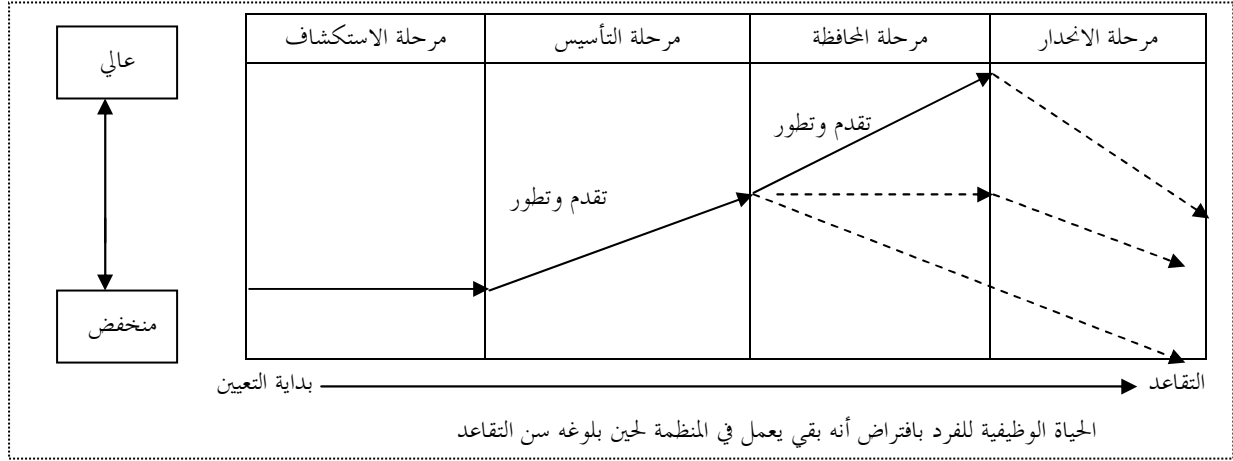 عالي
منخفض
مرحلة الاستكشاف
مرحلة التأسيس
مرحلة المحافظة
مرحلة الانحدار
تقدم وتطور
تقدم وتطور
بداية التعيين
التقاعد
الحياة الوظيفية للفرد بافتراض أنه بقي يعمل في المنظمة لحين بلوغه سن التقاعد